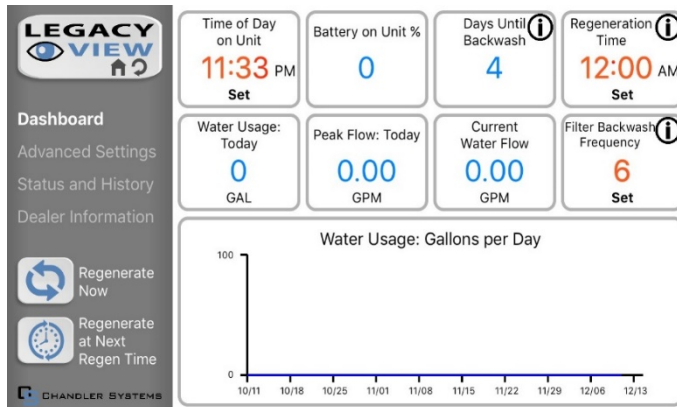 LEGACY
VIEW
Dashboard
Advanced Settings
Status and History
Dealer Information
Regenerate
Now
Regenerate
at Next
Regen Time
CHANDLER SYSTEMS
Time of Day
on Unit
11:33 PM
Set
Battery on Unit %
0
Days Until
Backwash
i
4
Regeneration
Time
i
12:00 AM
Set
Water Usage:
Today
0
GAL
Peak Flow: Today
0.00
GPM
Current
Water Flow
0.00
GPM
Filter Backwash
Frequency
i
6
Set
Water Usage: Gallons per Day
100
0
10/11 10/18 10/25 11/01 11/08 11/15 11/22 11/29 12/06 12/13